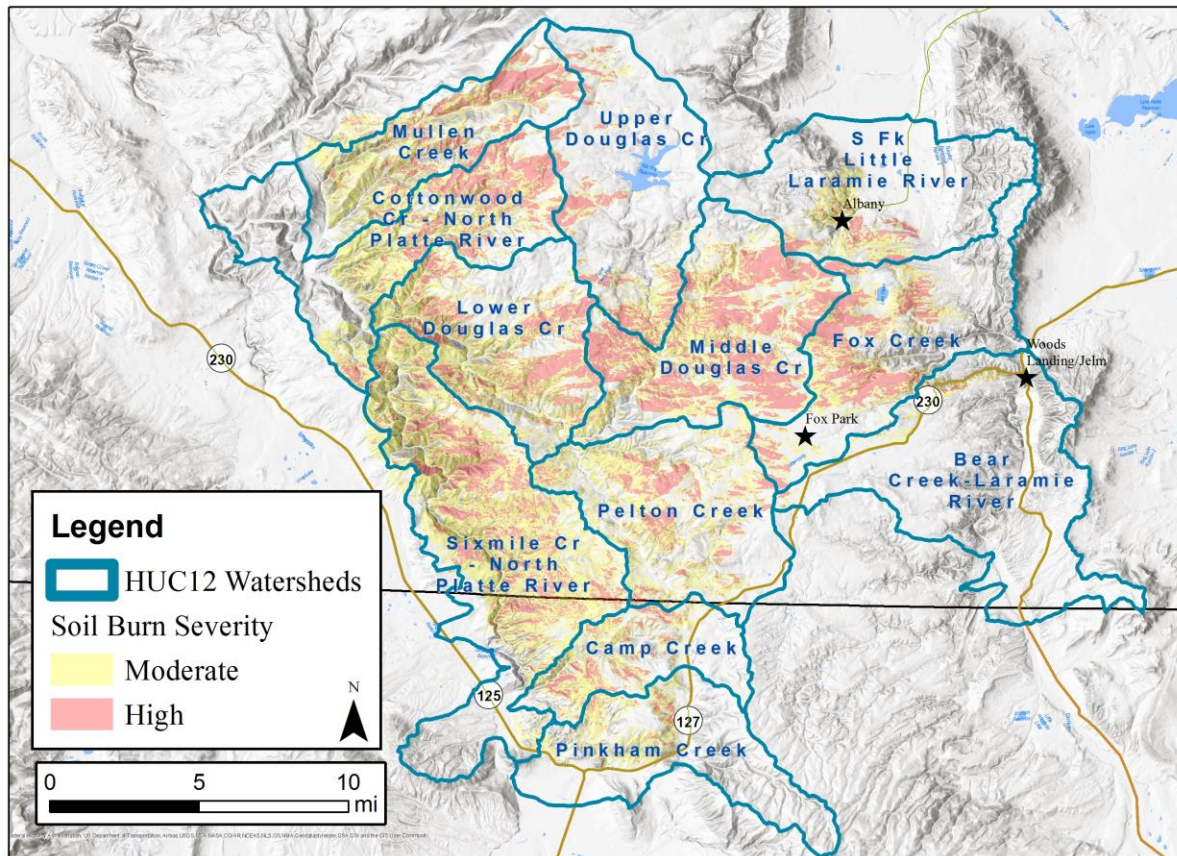 Mullen
Creek
Upper
Douglas Cr
S Fk
Little
Laramie River
Albany
Cottonwood
Cr - North
Platte River
Lower
Douglas Cr
Middle
Douglas Cr
Fox Creek
Woods
Landing/Jelm
230
230
Fox Park
Bear
Creek-Laramie
River
Pelton Creek
Sixmile Cr
- North
Platte River
Camp Creek
125
127
Pinkham Creek
Legend
HUC12 Watersheds
Soil Burn Severity
Moderate
High
N
0 5 10
mi